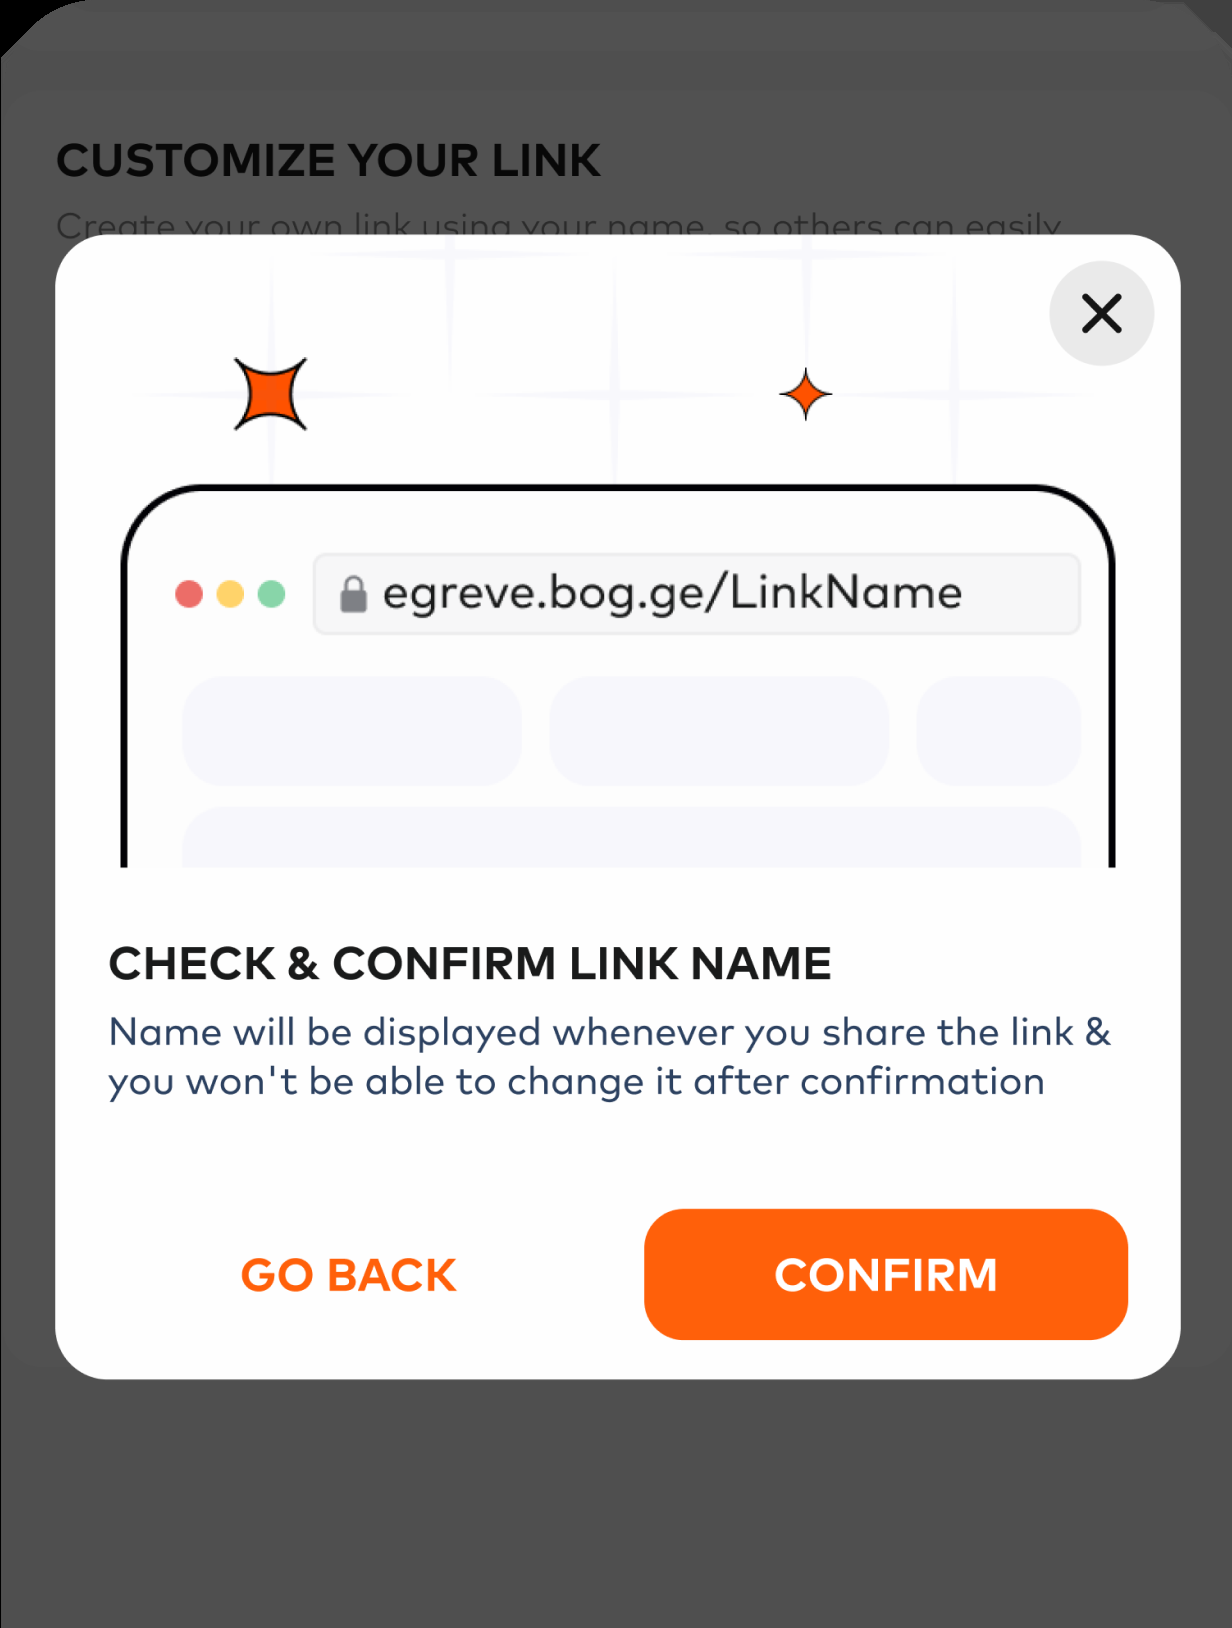 CUSTOMIZE YOUR LINK
Create your own link using your name, so others can easily
egreve.bog.ge/LinkName
CHECK & CONFIRM LINK NAME
Name will be displayed whenever you share the link &
you won't be able to change it after confirmation
GO BACK
CONFIRM